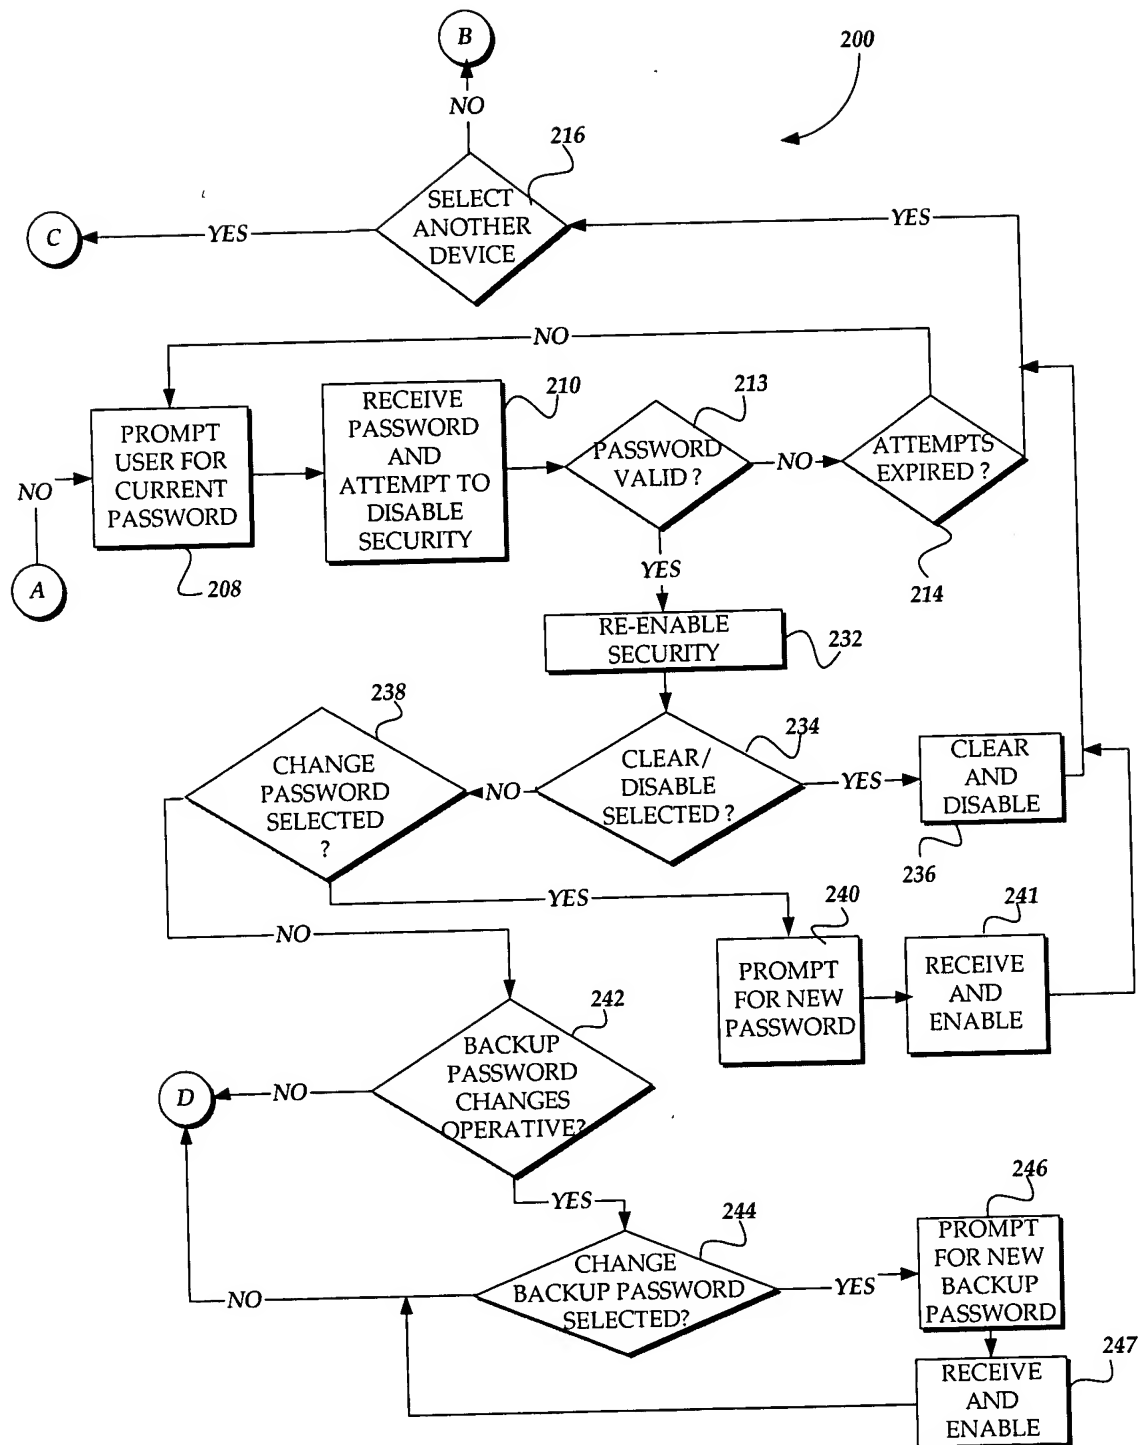 B
200
NO
216
SELECT
ANOTHER
DEVICE
C
YES
YES
NO
PROMPT
USER FOR
CURRENT
PASSWORD
208
NO
A
RECEIVE
PASSWORD
AND
ATTEMPT TO
DISABLE
SECURITY
210
PASSWORD
VALID ?
213
NO
ATTEMPTS
EXPIRED ?
214
YES
RE-ENABLE
SECURITY
232
238
CHANGE
PASSWORD
SELECTED
?
NO
CLEAR/
DISABLE
SELECTED ?
234
YES
CLEAR
AND
DISABLE
236
YES
NO
240
PROMPT
FOR NEW
PASSWORD
241
RECEIVE
AND
ENABLE
242
BACKUP
PASSWORD
CHANGES
OPERATIVE?
NO
D
YES
244
CHANGE
BACKUP PASSWORD
SELECTED?
NO
YES
246
PROMPT
FOR NEW
BACKUP
PASSWORD
247
RECEIVE
AND
ENABLE